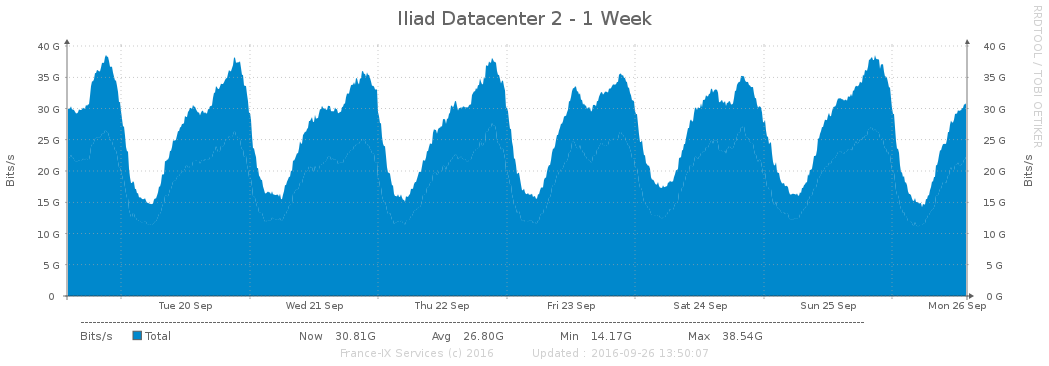 Iliad Datacenter 2 - 1 Week
RRDTOOL / TOBI OETIKER
Bits/s
40 G 40 G
35 G 35 G
30 G 30 G
25 G 25 G
20 G 20 G
15 G 15 G
10 G 10 G
5 G 5 G
0 0 G
Bits/s
Tue 20 Sep Wed 21 Sep Thu 22 Sep Fri 23 Sep Sat 24 Sep Sun 25 Sep Mon 26 Sep
Bits/s Total Now 30.81G Avg 26.80G Min 14.17G Max 38.54G
France-IX Services (c) 2016 Updated : 2016-09-26 13:50:07